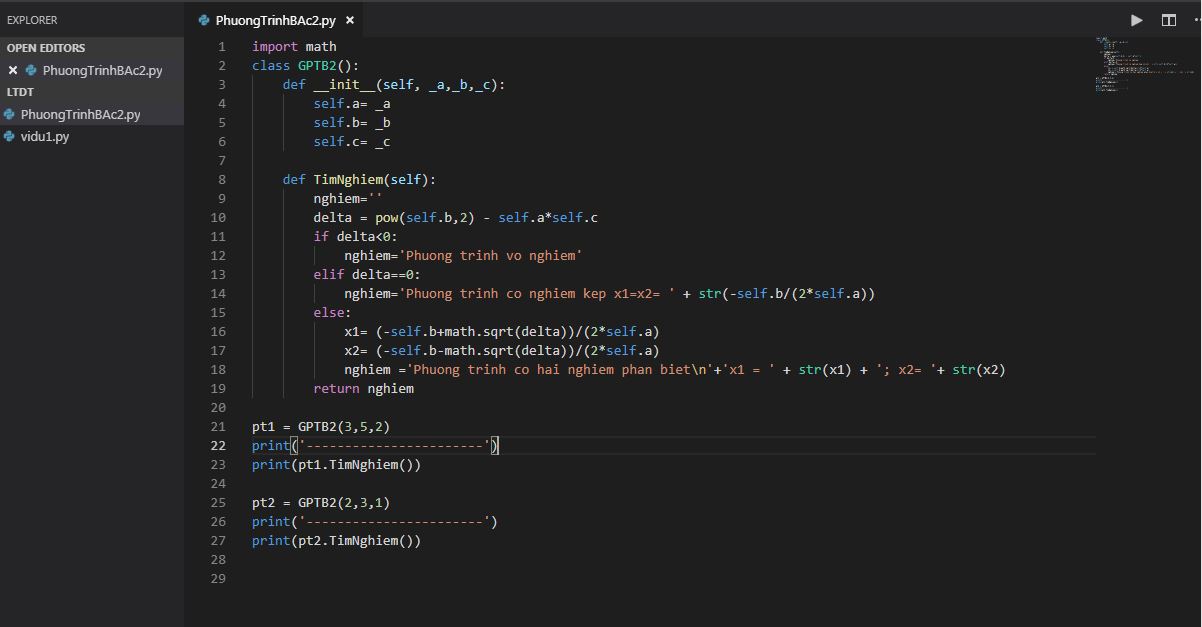 EXPLORER
OPEN EDITORS
PhuongTrinhBAc2.py
LTDT
PhuongTrinhBAc2.py
vidu1.py
PhuongTrinhBAc2.py
1 import math
2 class GPTB2():
3     def __init__(self, _a,_b,_c):
4         self.a= _a
5         self.b= _b
6         self.c= _c
7
8     def TimNghiem(self):
9         nghiem=''
10         delta = pow(self.b,2) - self.a*self.c
11         if delta<0:
12             nghiem='Phuong trinh vo nghiem'
13         elif delta==0:
14             nghiem='Phuong trinh co nghiem kep x1=x2= ' + str(-self.b/(2*self.a))
15         else:
16             x1= (-self.b+math.sqrt(delta))/(2*self.a)
17             x2= (-self.b-math.sqrt(delta))/(2*self.a)
18             nghiem ='Phuong trinh co hai nghiem phan biet\n'+'x1 = ' + str(x1) + '; x2= '+ str(x2)
19         return nghiem
20
21 pt1 = GPTB2(3,5,2)
22 print('-----------------------')
23 print(pt1.TimNghiem())
24
25 pt2 = GPTB2(2,3,1)
26 print('-----------------------')
27 print(pt2.TimNghiem())
28
29